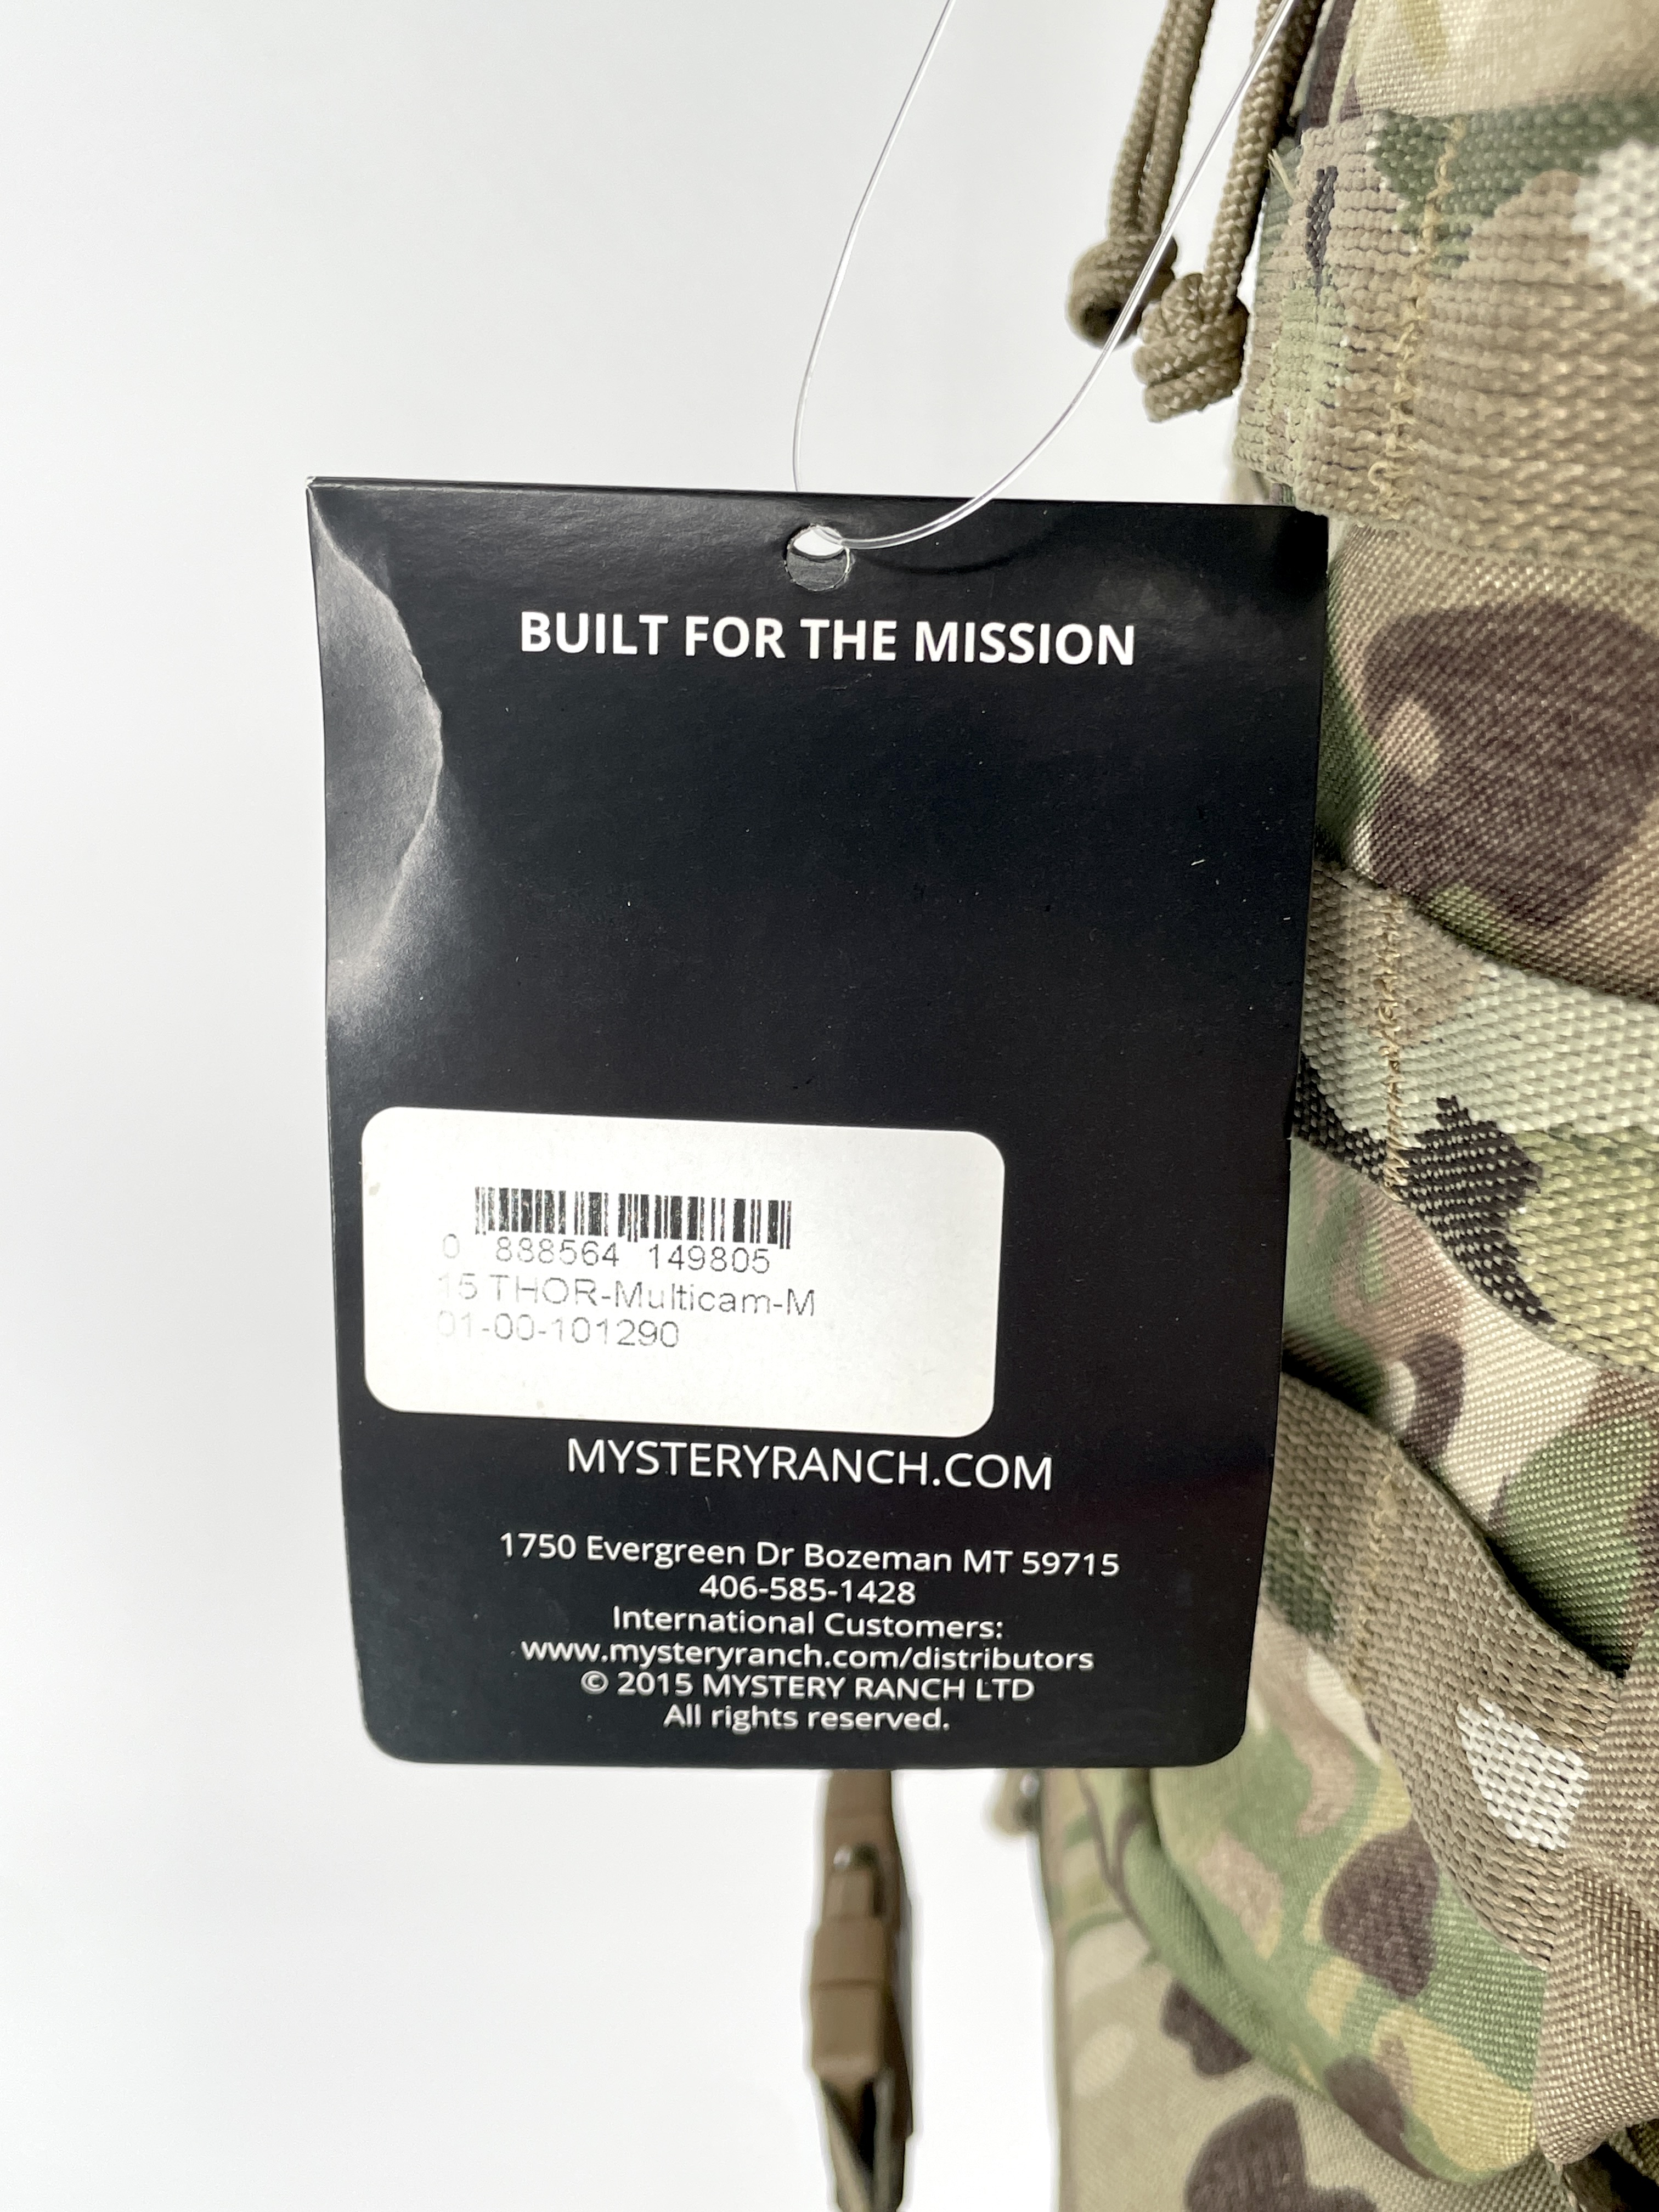 BUILT FOR THE MISSION
0 888564 149805
15 THOR-Multicam-M
01-00-101290
MYSTERYRANCH.COM
1750 Evergreen Dr Bozeman MT 59715
406-585-1428
International Customers:
www.mysteryranch.com/distributors
© 2015 MYSTERY RANCH LTD
All rights reserved.